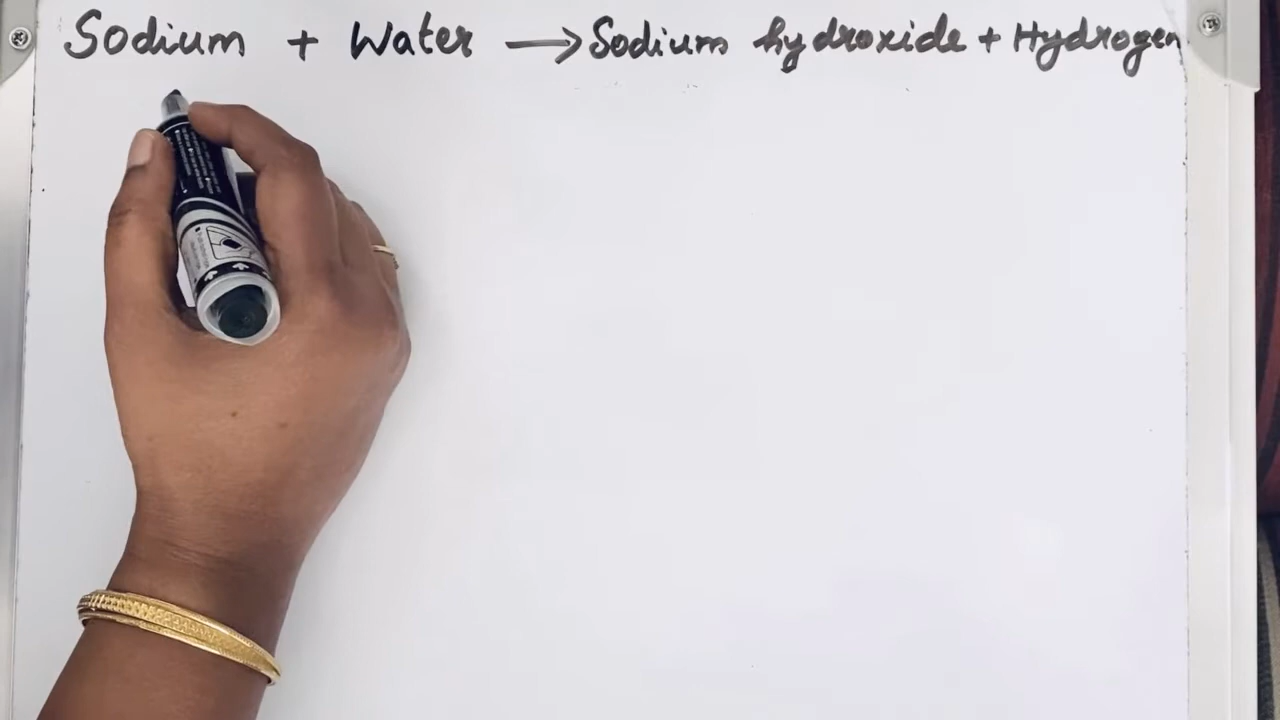 Sodium + Water → Sodium hydroxide + Hydrogen